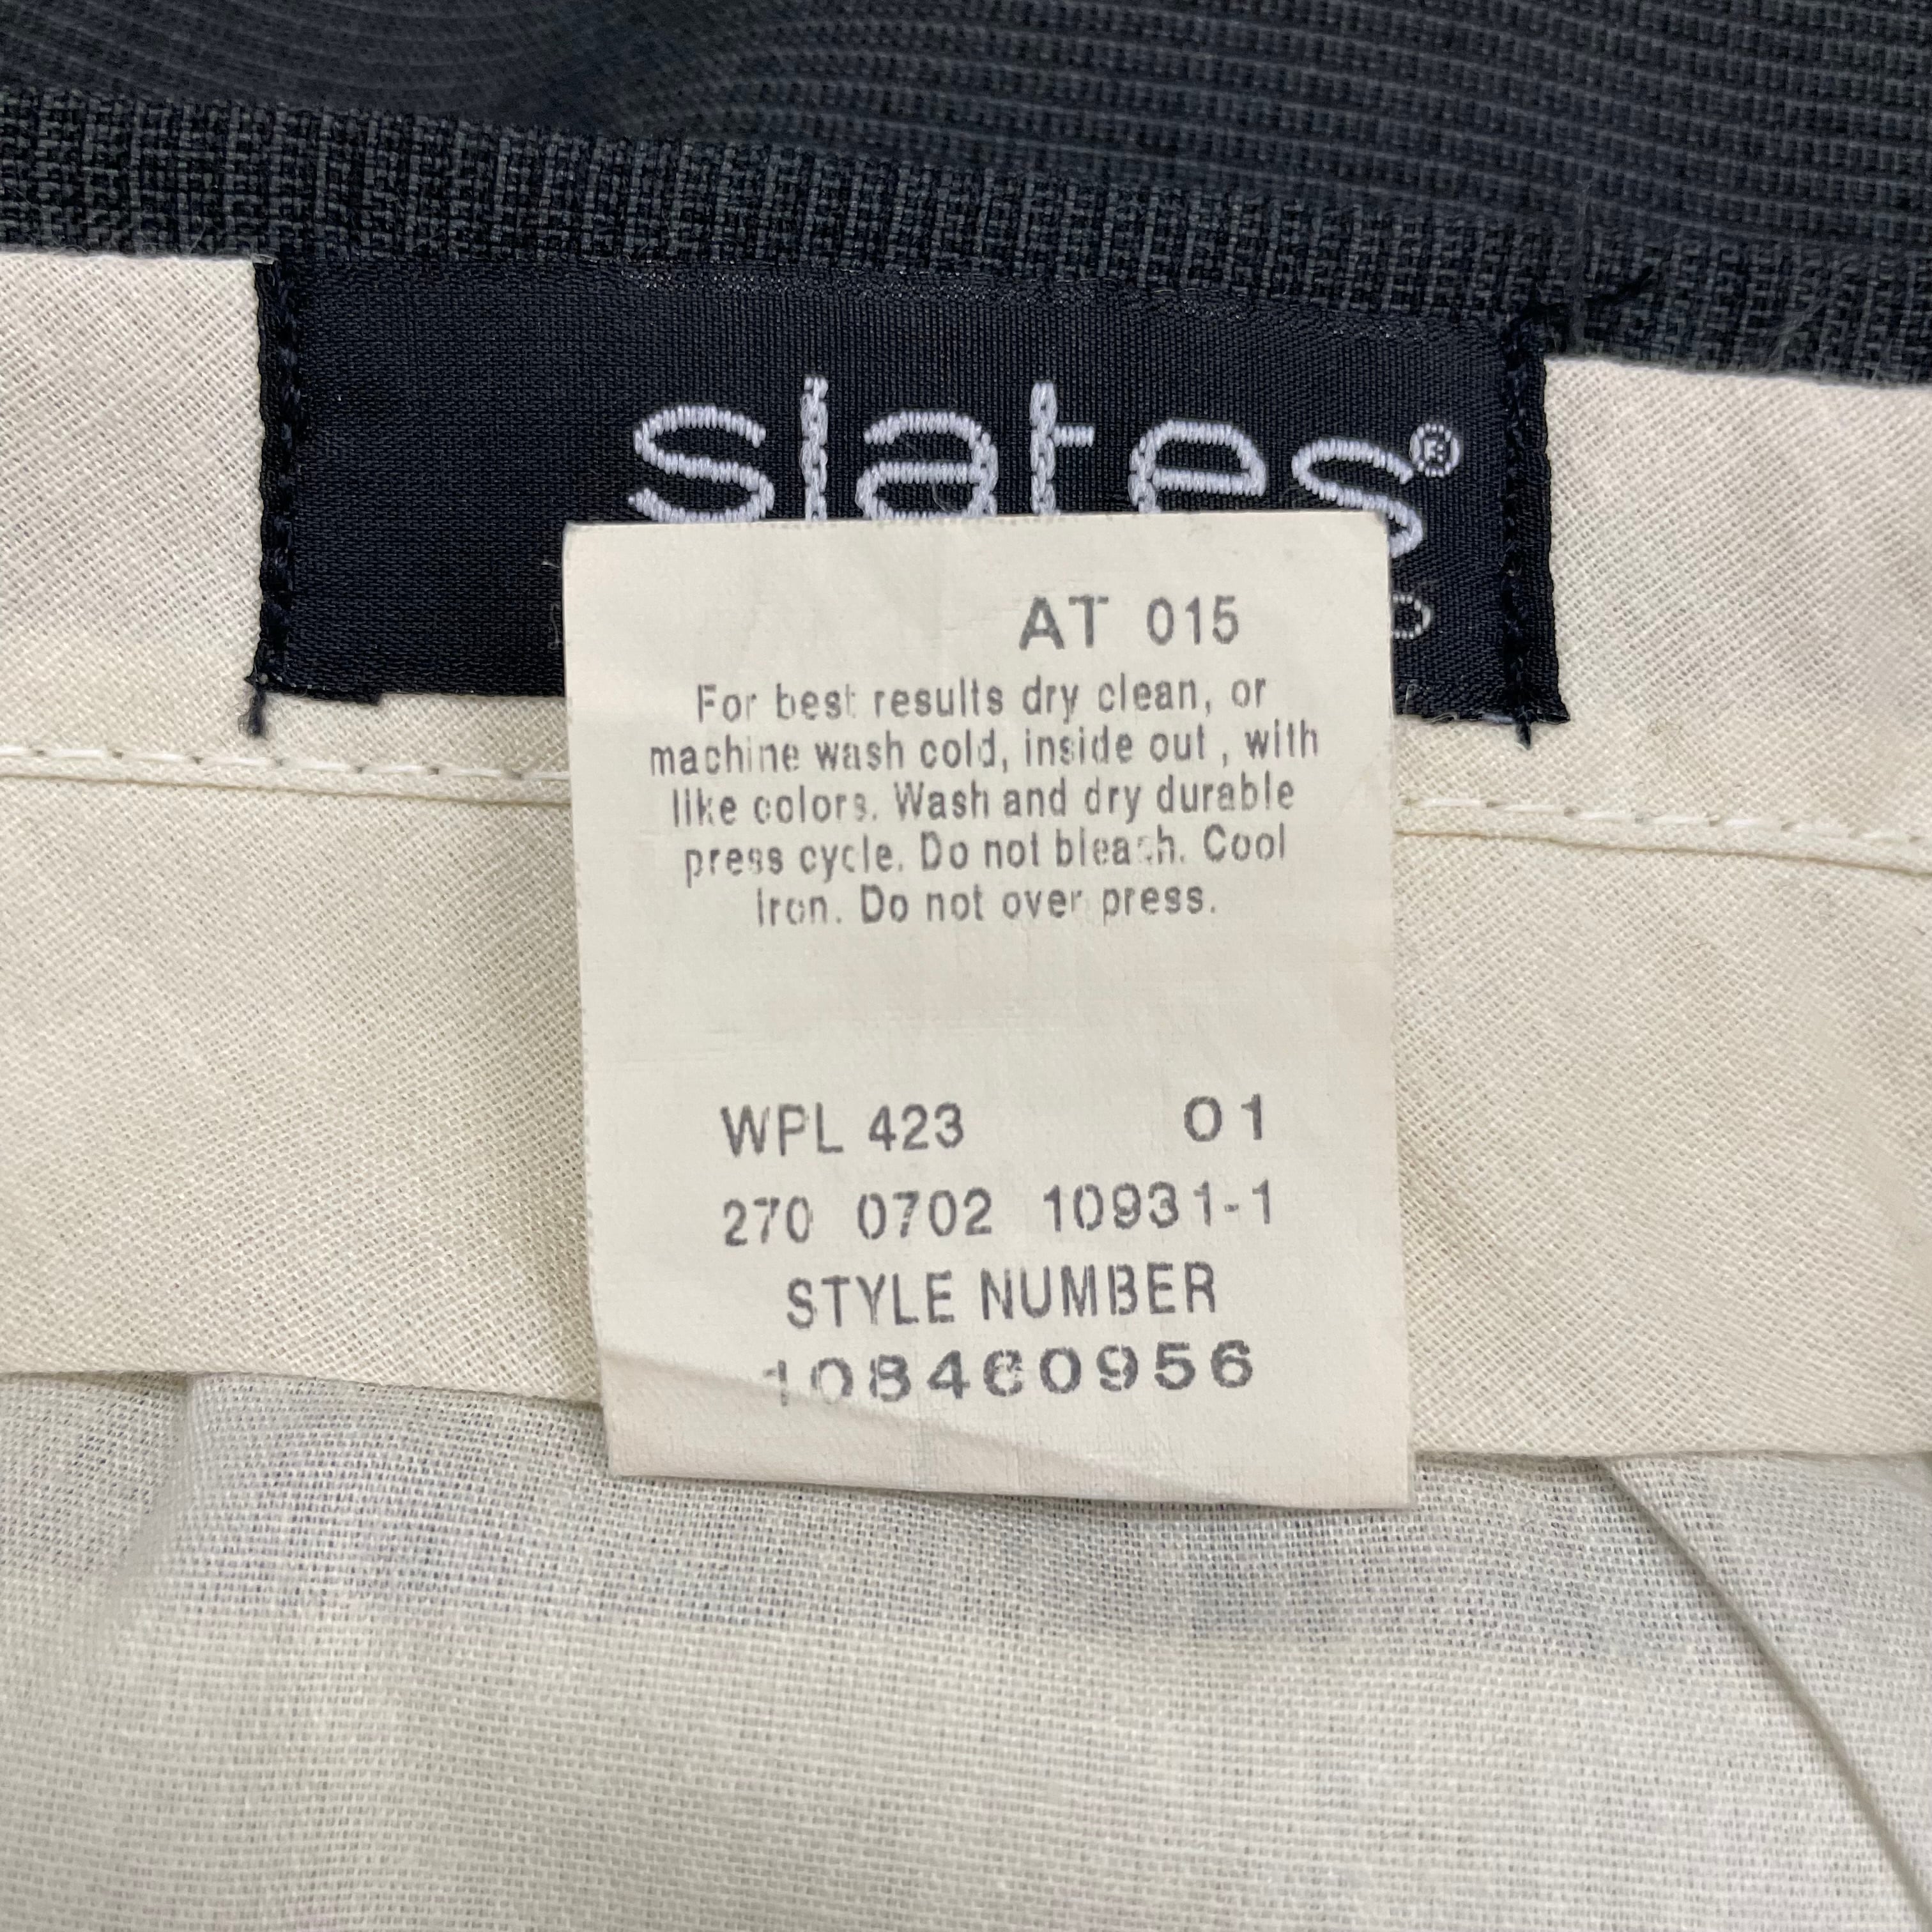 slates®
AT 015
For best results dry clean, or
machine wash cold, inside out , with
like colors. Wash and dry durable
press cycle. Do not bleach. Cool
Iron. Do not over press.
WPL 423 01
270 0702 10931-1
STYLE NUMBER
108460956